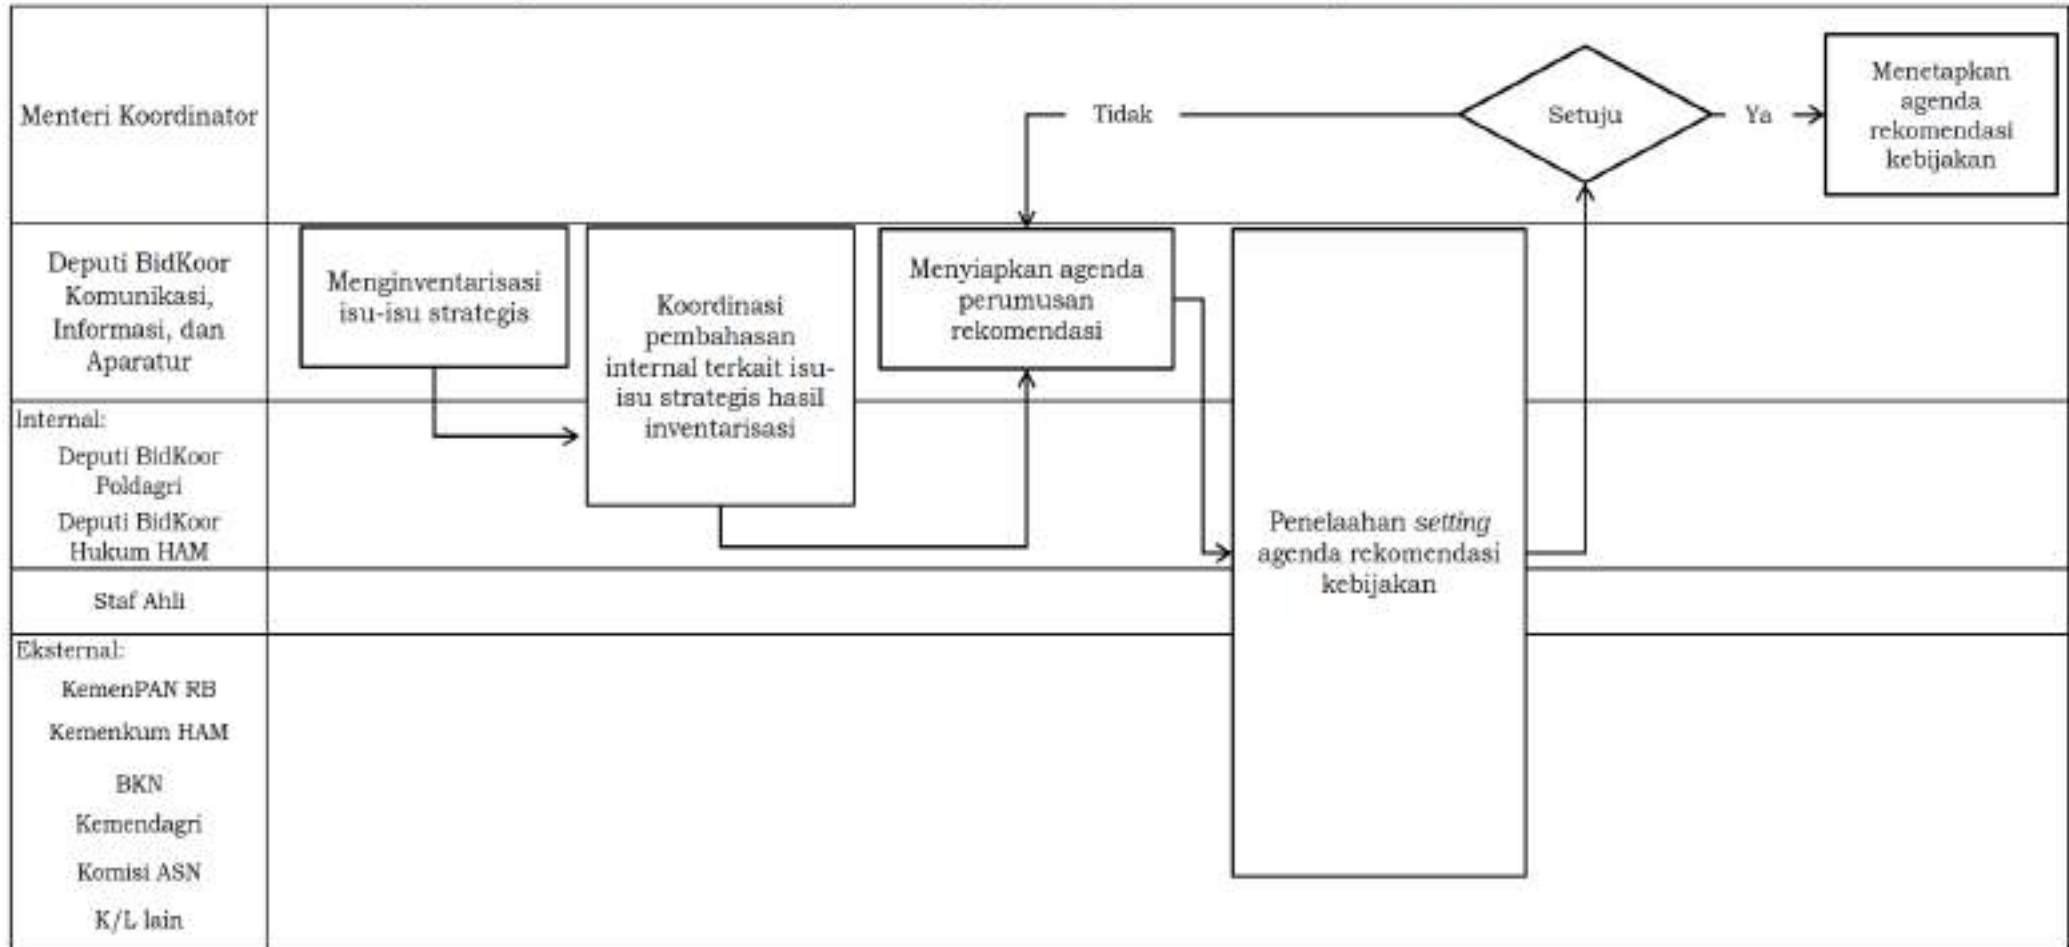 Menteri Koordinator
Tidak
Setuju
Ya
Menetapkan
agenda
rekomendasi
kebijakan
Deputi BidKoor
Komunikasi,
Informasi, dan
Aparatur
Menginventarisasi
isu-isu strategis
Koordinasi
pembahasan
internal terkait isu-
isu strategis hasil
inventarisasi
Menyiapkan agenda
perumusan
rekomendasi
Internal:
Deputi BidKoor
Poldagri
Deputi BidKoor
Hukum HAM
Penelaahan setting
agenda rekomendasi
kebijakan
Staf Ahli
Eksternal:
KemenPAN RB
Kemenkum HAM
BKN
Kemendagri
Komisi ASN
K/L lain